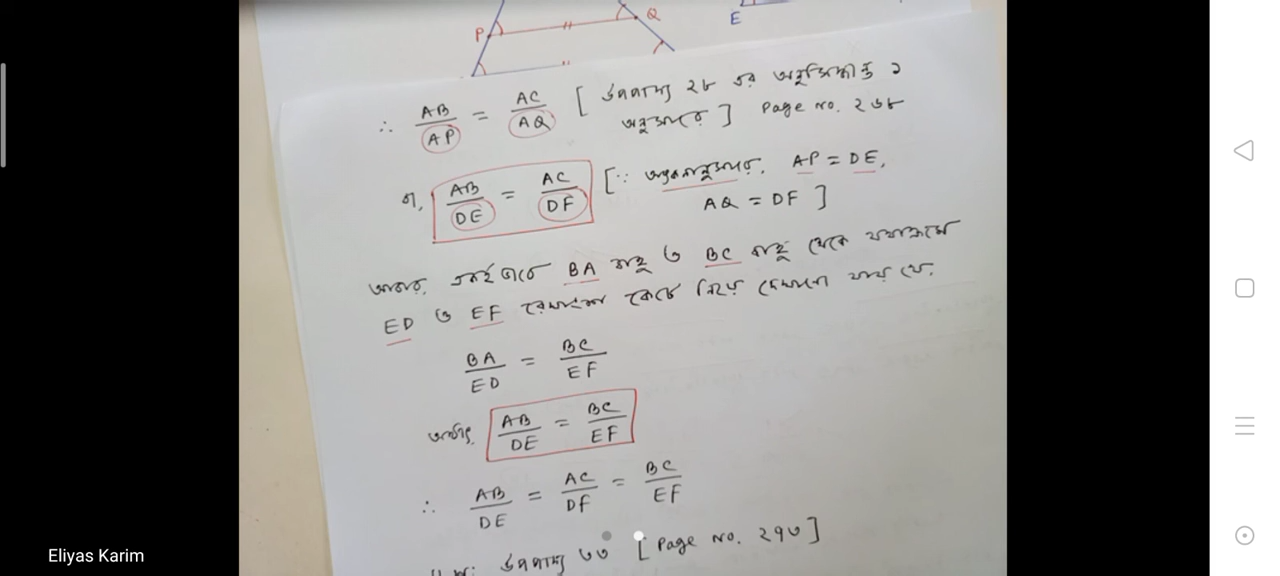 P Q E
∴ AB/AP = AC/AQ [ উপপাদ্য ২৮ এর অনুসিদ্ধান্ত ১
অনুসারে ] Page No. ২৬৮
বা, AB/DE = AC/DF [ ∵ অঙ্কনানুসারে, AP = DE,
AQ = DF ]
আবার, একই ভাবে BA বাহু ও BC বাহু থেকে যথাক্রমে
ED ও EF রেখাংশ কেটে নিয়ে দেখানো যায় যে,
BA/ED = BC/EF
অর্থাৎ, AB/DE = BC/EF
∴ AB/DE = AC/DF = BC/EF
H.W: উপপাদ্য ৩৩ [ Page No. ২৭৩ ]
Eliyas Karim